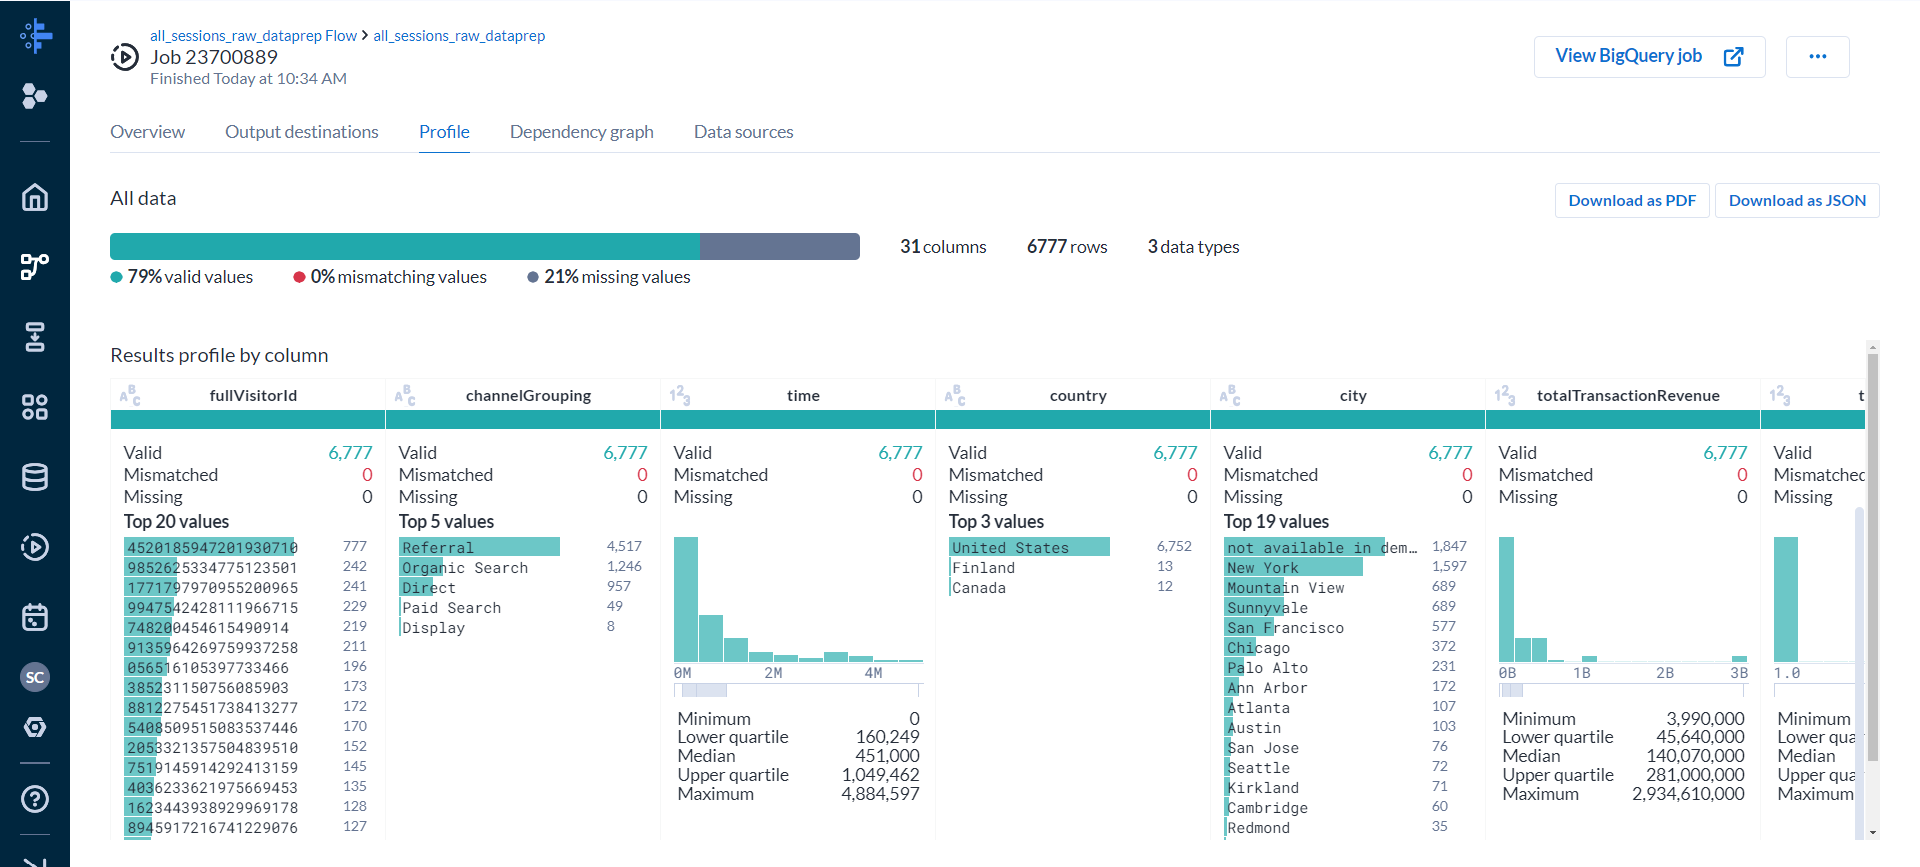 all_sessions_raw_dataprep Flow > all_sessions_raw_dataprep
Job 23700889
Finished Today at 10:34 AM
View BigQuery job
...
Overview Output destinations Profile Dependency graph Data sources
All data
Download as PDF Download as JSON
31 columns 6777 rows 3 data types
79% valid values 0% mismatching values 21% missing values
Results profile by column
ABC fullVisitorId
Valid 6,777
Mismatched 0
Missing 0
Top 20 values
4520185947201930710 777
9852625334775123501 242
1771797970955200965 241
9947542428111966715 229
748200454615490914 219
9135964269759937258 211
056516105397733466 196
385231150756085903 173
8812275451738413277 172
5408509515083537446 170
2053321357504839510 152
7519145914292413159 145
4036233621975669453 135
1623443938929969178 128
8945917216741229076 127
ABC channelGrouping
Valid 6,777
Mismatched 0
Missing 0
Top 5 values
Referral 4,517
Organic Search 1,246
Direct 957
Paid Search 49
Display 8
123 time
Valid 6,777
Mismatched 0
Missing 0
0M 2M 4M
Minimum 0
Lower quartile 160,249
Median 451,000
Upper quartile 1,049,462
Maximum 4,884,597
ABC country
Valid 6,777
Mismatched 0
Missing 0
Top 3 values
United States 6,752
Finland 13
Canada 12
ABC city
Valid 6,777
Mismatched 0
Missing 0
Top 19 values
not available in dem… 1,847
New York 1,597
Mountain View 689
Sunnyvale 689
San Francisco 577
Chicago 372
Palo Alto 231
Ann Arbor 172
Atlanta 107
Austin 103
San Jose 76
Seattle 72
Kirkland 71
Cambridge 60
Redmond 35
123 totalTransactionRevenue
Valid 6,777
Mismatched 0
Missing 0
0B 1B 2B 3B
Minimum 3,990,000
Lower quartile 45,640,000
Median 140,070,000
Upper quartile 281,000,000
Maximum 2,934,610,000
123 t
Valid
Mismatched
Missing
1.0
Minimum
Lower qua
Median
Upper qua
Maximum
SC